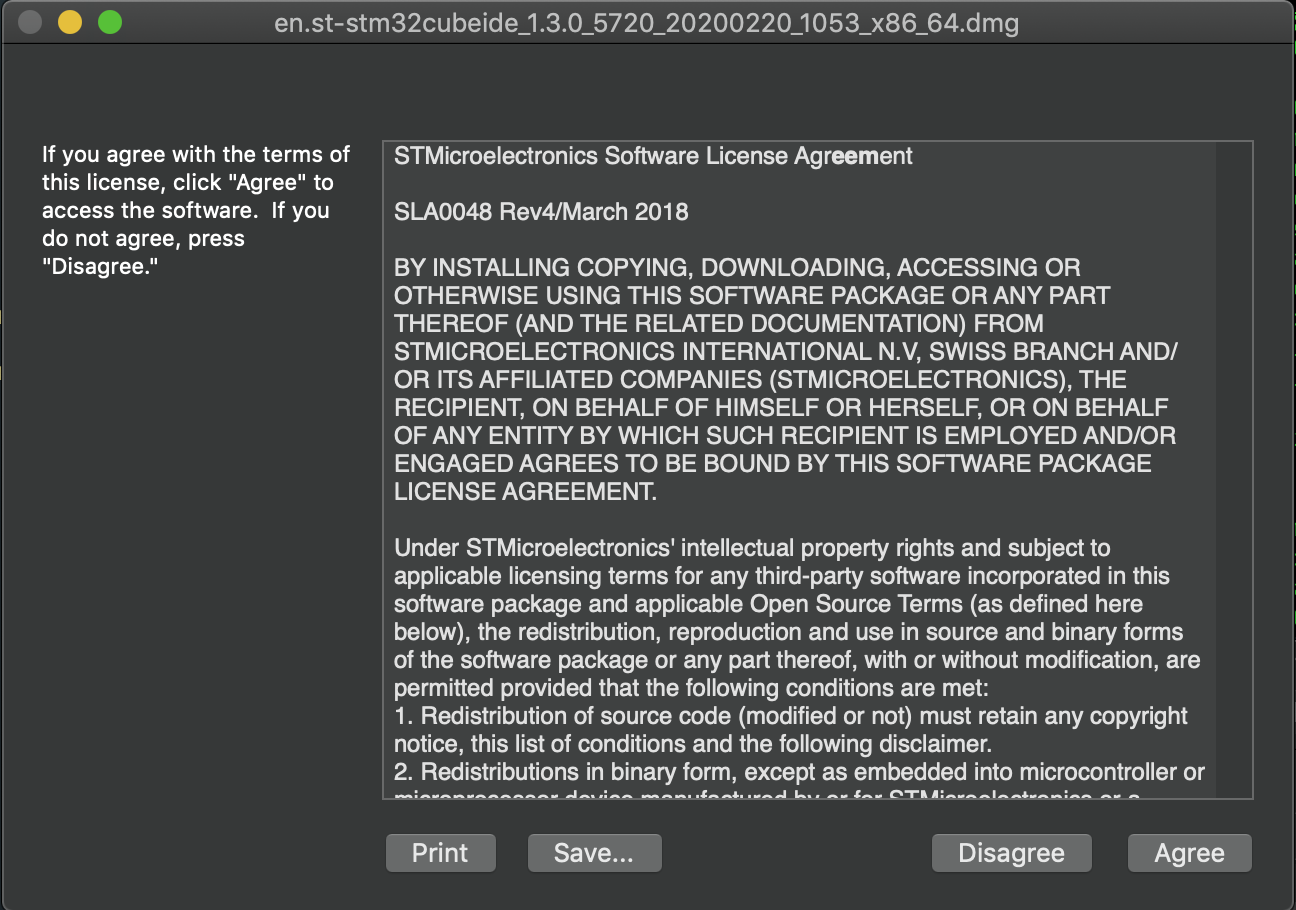 en.st-stm32cubeide_1.3.0_5720_20200220_1053_x86_64.dmg
If you agree with the terms of
this license, click "Agree" to
access the software.  If you
do not agree, press
"Disagree."
STMicroelectronics Software License Agreement
SLA0048 Rev4/March 2018
BY INSTALLING COPYING, DOWNLOADING, ACCESSING OR
OTHERWISE USING THIS SOFTWARE PACKAGE OR ANY PART
THEREOF (AND THE RELATED DOCUMENTATION) FROM
STMICROELECTRONICS INTERNATIONAL N.V, SWISS BRANCH AND/
OR ITS AFFILIATED COMPANIES (STMICROELECTRONICS), THE
RECIPIENT, ON BEHALF OF HIMSELF OR HERSELF, OR ON BEHALF
OF ANY ENTITY BY WHICH SUCH RECIPIENT IS EMPLOYED AND/OR
ENGAGED AGREES TO BE BOUND BY THIS SOFTWARE PACKAGE
LICENSE AGREEMENT.
Under STMicroelectronics' intellectual property rights and subject to
applicable licensing terms for any third-party software incorporated in this
software package and applicable Open Source Terms (as defined here
below), the redistribution, reproduction and use in source and binary forms
of the software package or any part thereof, with or without modification, are
permitted provided that the following conditions are met:
1. Redistribution of source code (modified or not) must retain any copyright
notice, this list of conditions and the following disclaimer.
2. Redistributions in binary form, except as embedded into microcontroller or
microprocessor device manufactured by or for STMicroelectronics or a
Print
Save...
Disagree
Agree